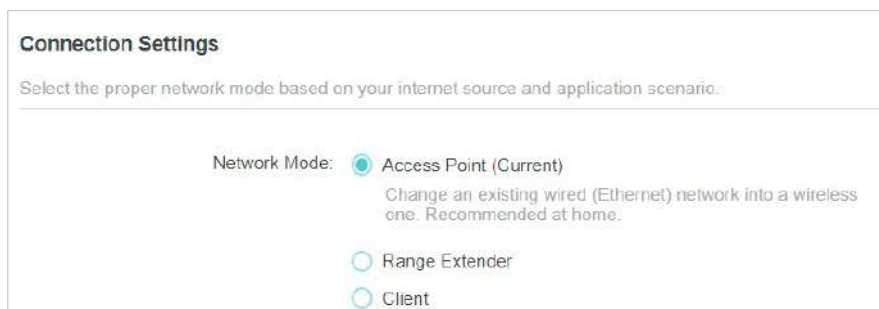 Connection Settings
Select the proper network mode based on your internet source and application scenario.
Network Mode: Access Point (Current)
Change an existing wired (Ethernet) network into a wireless
one. Recommended at home.
Range Extender
Client